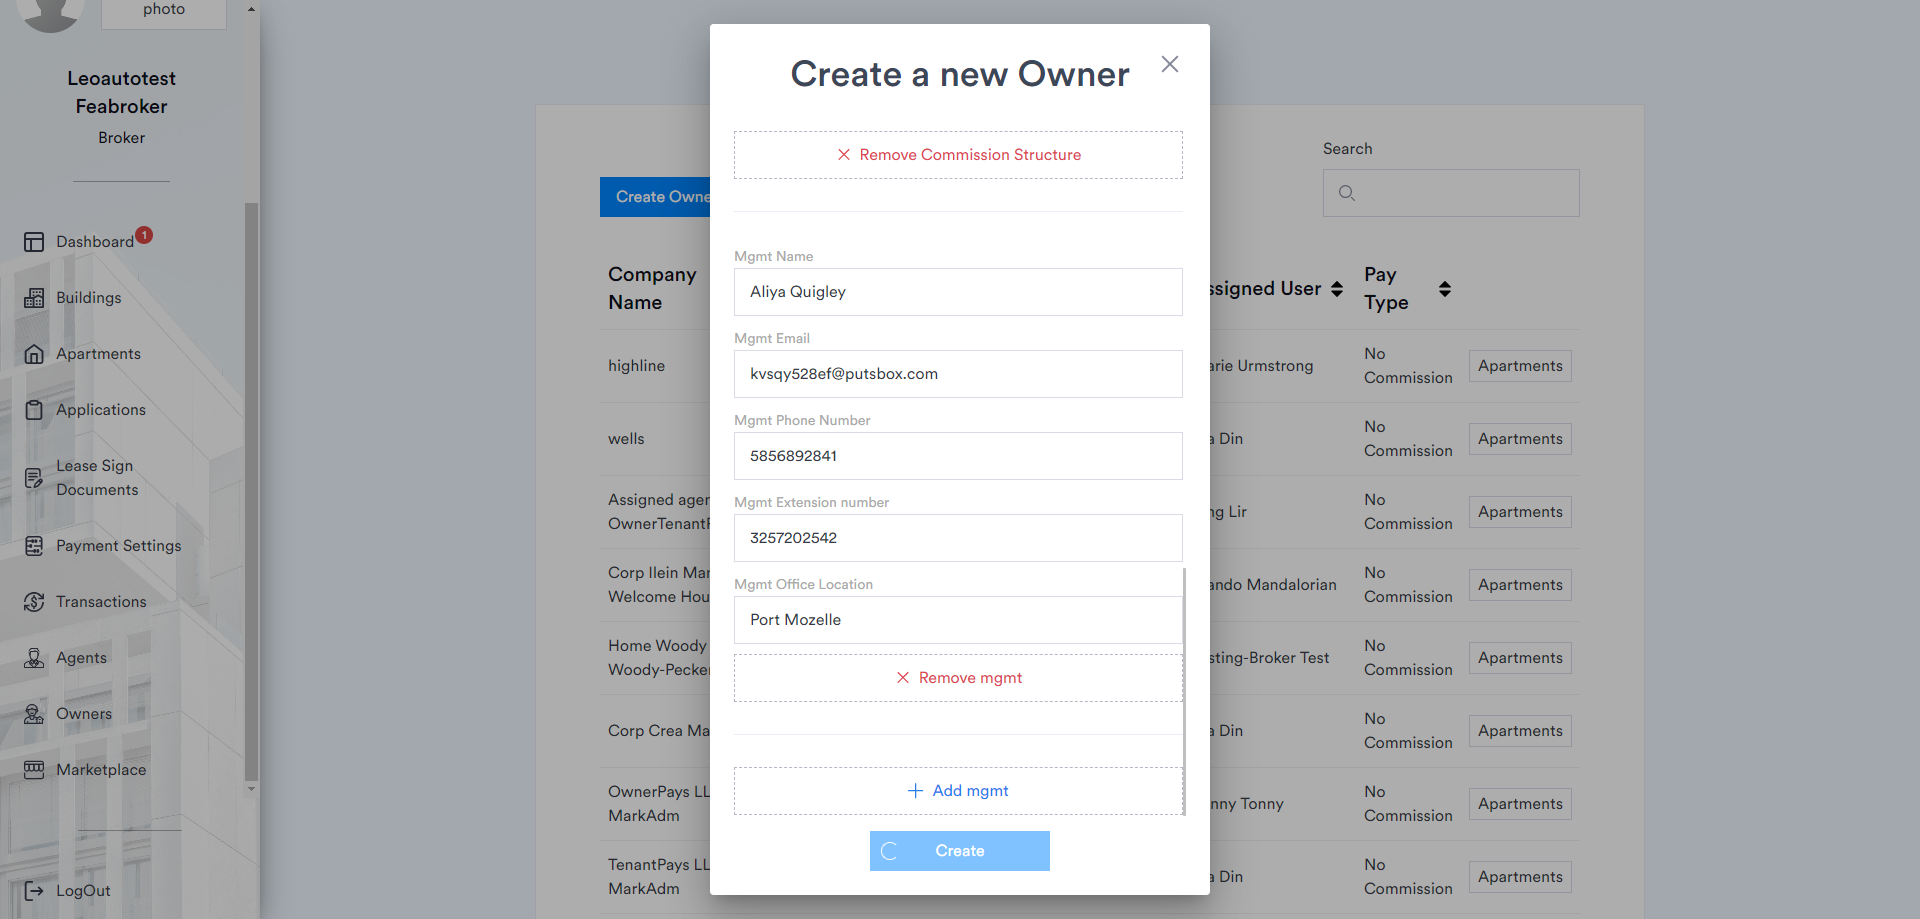 photo
Leoautotest
Feabroker
Broker
Dashboard 1
Buildings
Apartments
Applications
Lease Sign
Documents
Payment Settings
Transactions
Agents
Owners
Marketplace
LogOut
Create a new Owner
Remove Commission Structure
Mgmt Name
Aliya Quigley
Mgmt Email
kvsqy528ef@putsbox.com
Mgmt Phone Number
5856892841
Mgmt Extension number
3257202542
Mgmt Office Location
Port Mozelle
Remove mgmt
Add mgmt
Create
Create Owne
Search
Company
Name
ssigned User
Pay
Type
highline
arie Urmstrong
No
Commission
Apartments
wells
a Din
No
Commission
Apartments
Assigned ager
OwnerTenantF
ng Lir
No
Commission
Apartments
Corp Ilein Mar
Welcome Hou
ando Mandalorian
No
Commission
Apartments
Home Woody
Woody-Pecker
sting-Broker Test
No
Commission
Apartments
Corp Crea Ma
a Din
No
Commission
Apartments
OwnerPays LL
MarkAdm
nny Tonny
No
Commission
Apartments
TenantPays LL
MarkAdm
a Din
No
Commission
Apartments